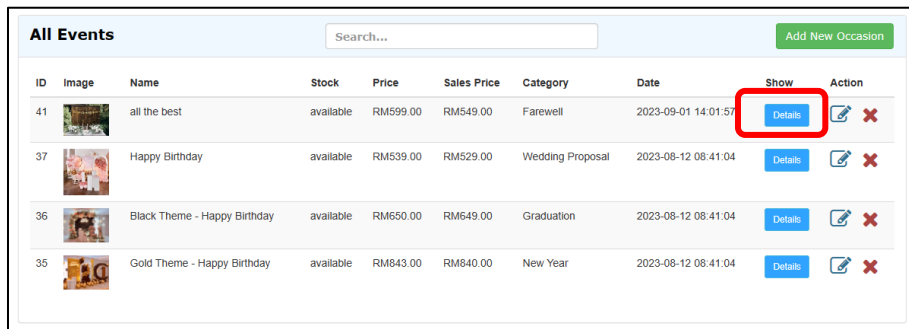 All Events Search... Add New Occasion
ID Image Name Stock Price Sales Price Category Date Show Action
41 all the best available RM599.00 RM549.00 Farewell 2023-09-01 14:01:57 Details
37 Happy Birthday available RM539.00 RM529.00 Wedding Proposal 2023-08-12 08:41:04 Details
36 Black Theme - Happy Birthday available RM650.00 RM649.00 Graduation 2023-08-12 08:41:04 Details
35 Gold Theme - Happy Birthday available RM843.00 RM840.00 New Year 2023-08-12 08:41:04 Details